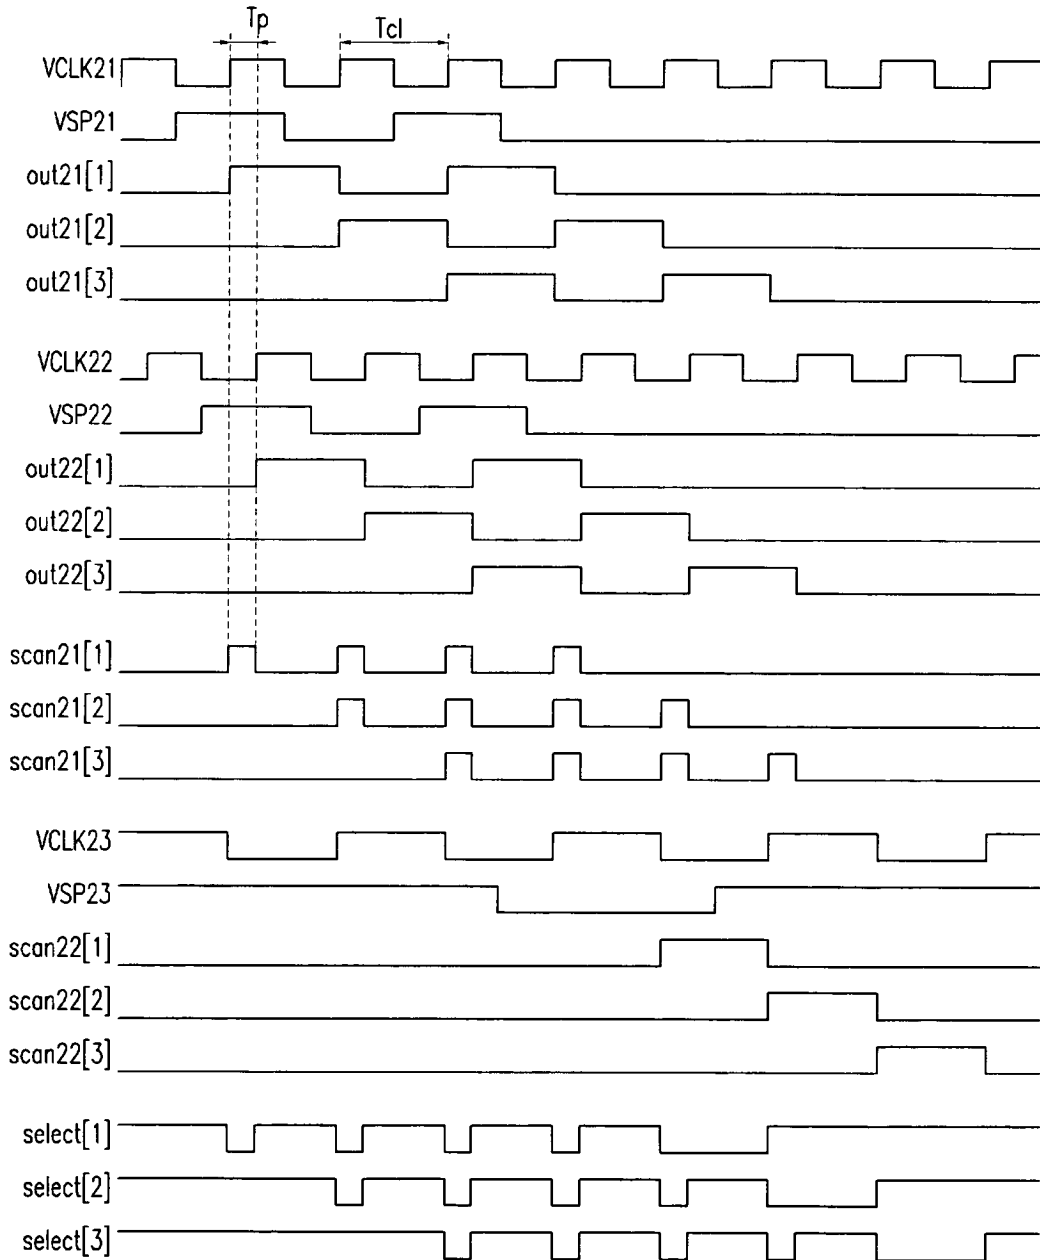 Tp
Tcl
VCLK21
VSP21
out21[1]
out21[2]
out21[3]
VCLK22
VSP22
out22[1]
out22[2]
out22[3]
scan21[1]
scan21[2]
scan21[3]
VCLK23
VSP23
scan22[1]
scan22[2]
scan22[3]
select[1]
select[2]
select[3]